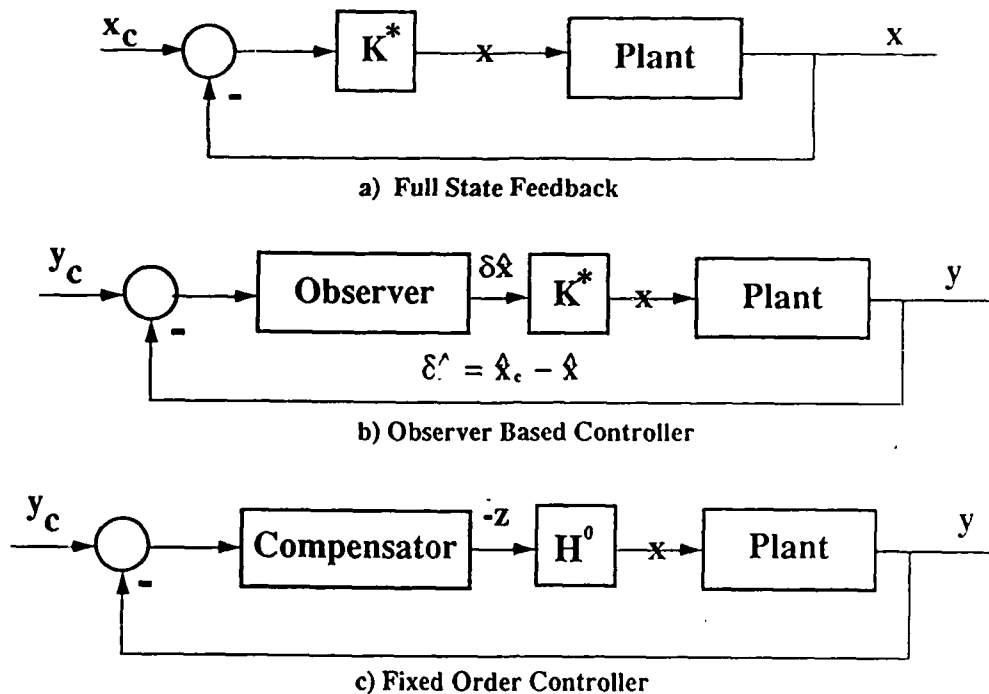 x_c K* x Plant x
-
a) Full State Feedback
y_c Observer δx̂ K* x Plant y
-
δ^ = x̂_c – x̂
b) Observer Based Controller
y_c Compensator -z H⁰ x Plant y
-
c) Fixed Order Controller